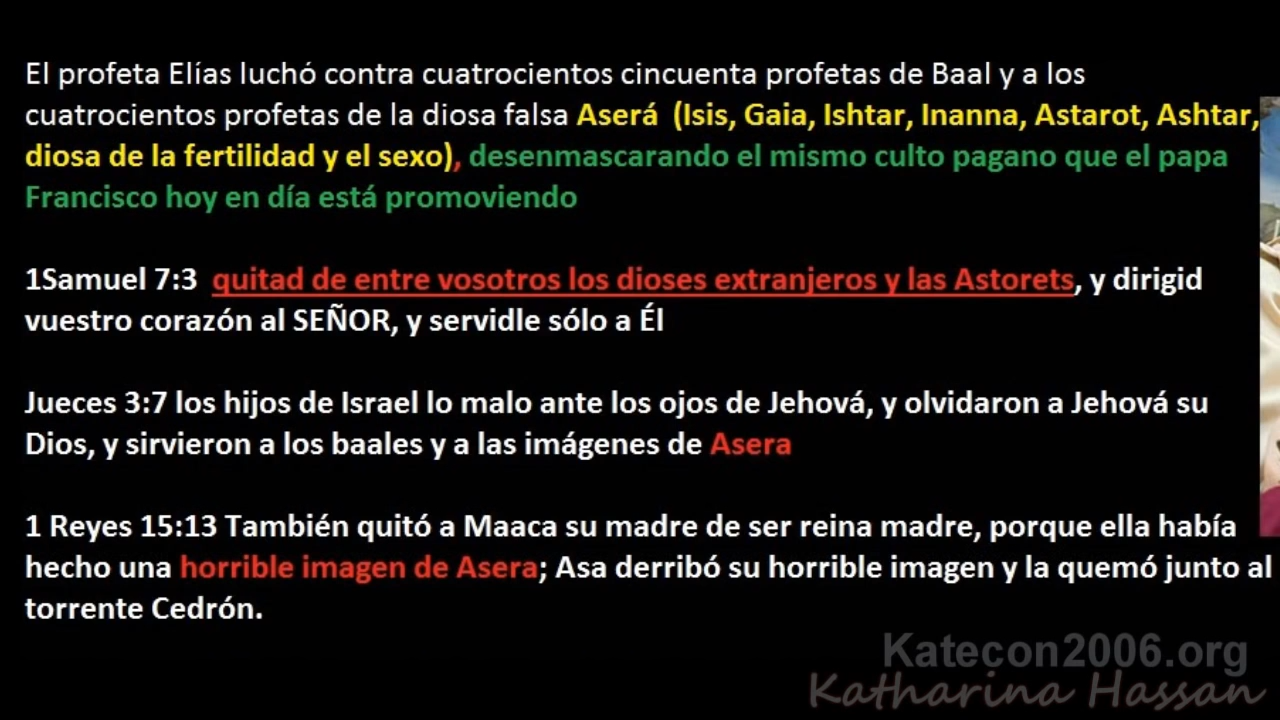 El profeta Elías luchó contra cuatrocientos cincuenta profetas de Baal y a los
cuatrocientos profetas de la diosa falsa Aserá (Isis, Gaia, Ishtar, Inanna, Astarot, Ashtar,
diosa de la fertilidad y el sexo), desenmascarando el mismo culto pagano que el papa
Francisco hoy en día está promoviendo
1Samuel 7:3 quitad de entre vosotros los dioses extranjeros y las Astorets, y dirigid
vuestro corazón al SEÑOR, y servidle sólo a Él
Jueces 3:7 los hijos de Israel lo malo ante los ojos de Jehová, y olvidaron a Jehová su
Dios, y sirvieron a los baales y a las imágenes de Asera
1 Reyes 15:13 También quitó a Maaca su madre de ser reina madre, porque ella había
hecho una horrible imagen de Asera; Asa derribó su horrible imagen y la quemó junto al
torrente Cedrón.
Katecon2006.org
Katharina Hassan